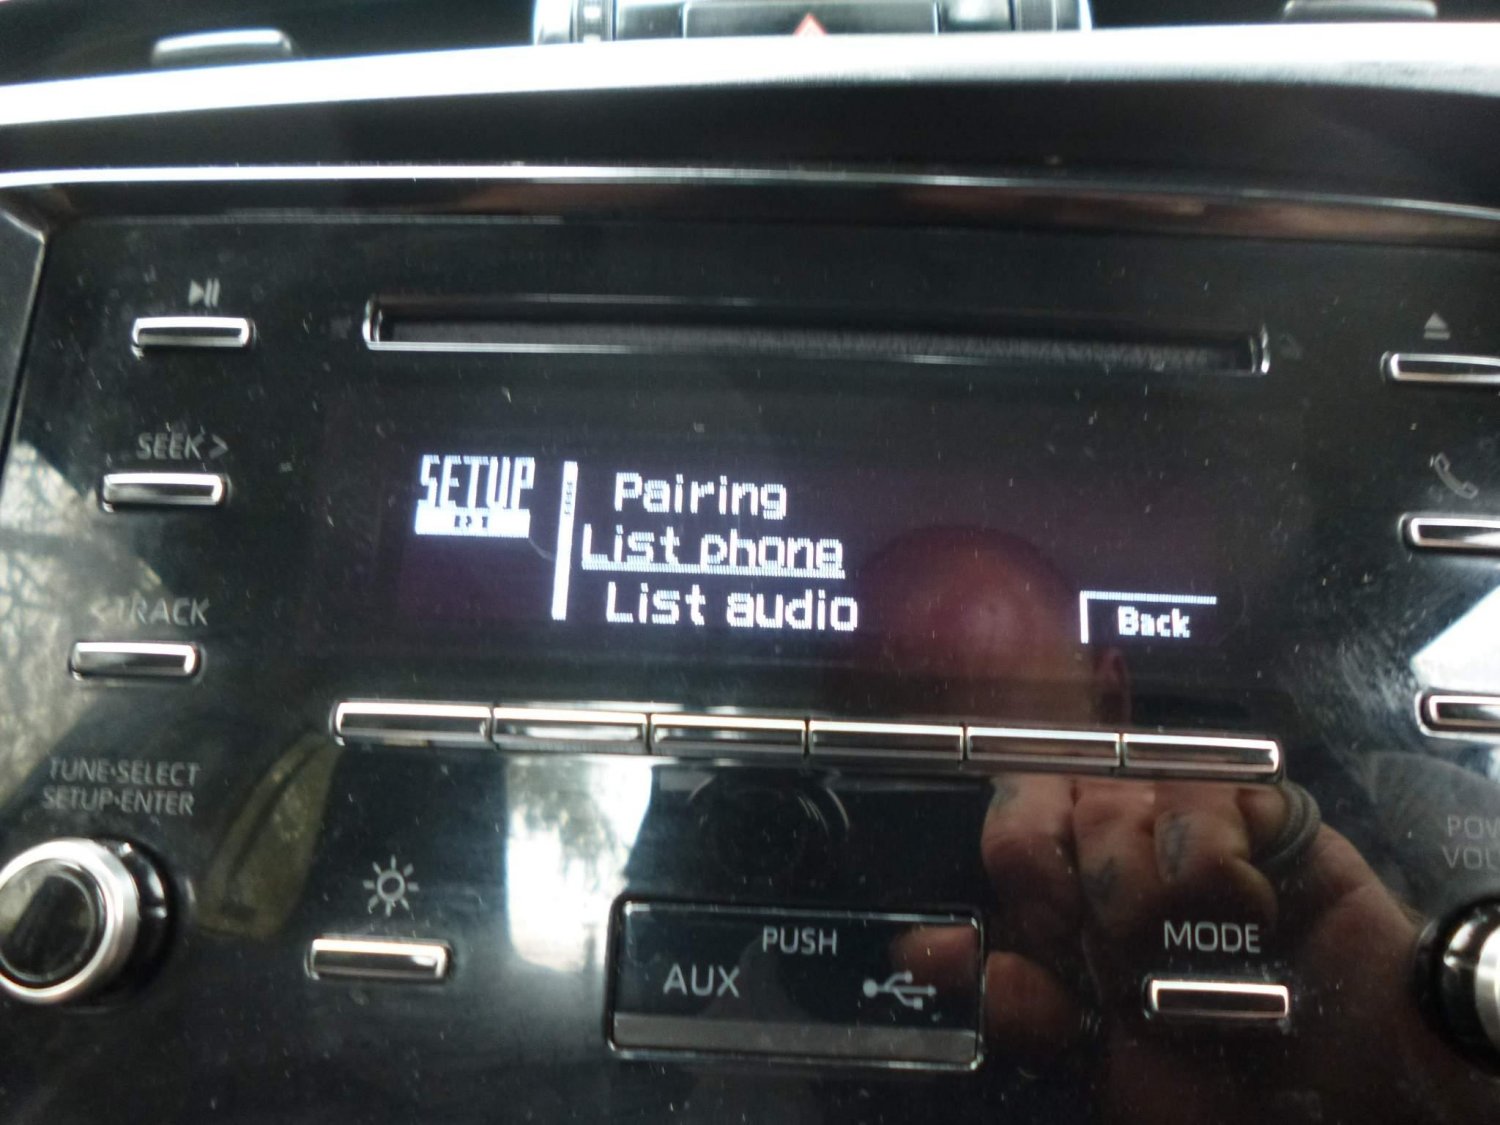 SEEK >
SETUP
Pairing
List phone
List audio
Back
< TRACK
TUNE•SELECT
SETUP•ENTER
PUSH
AUX
MODE